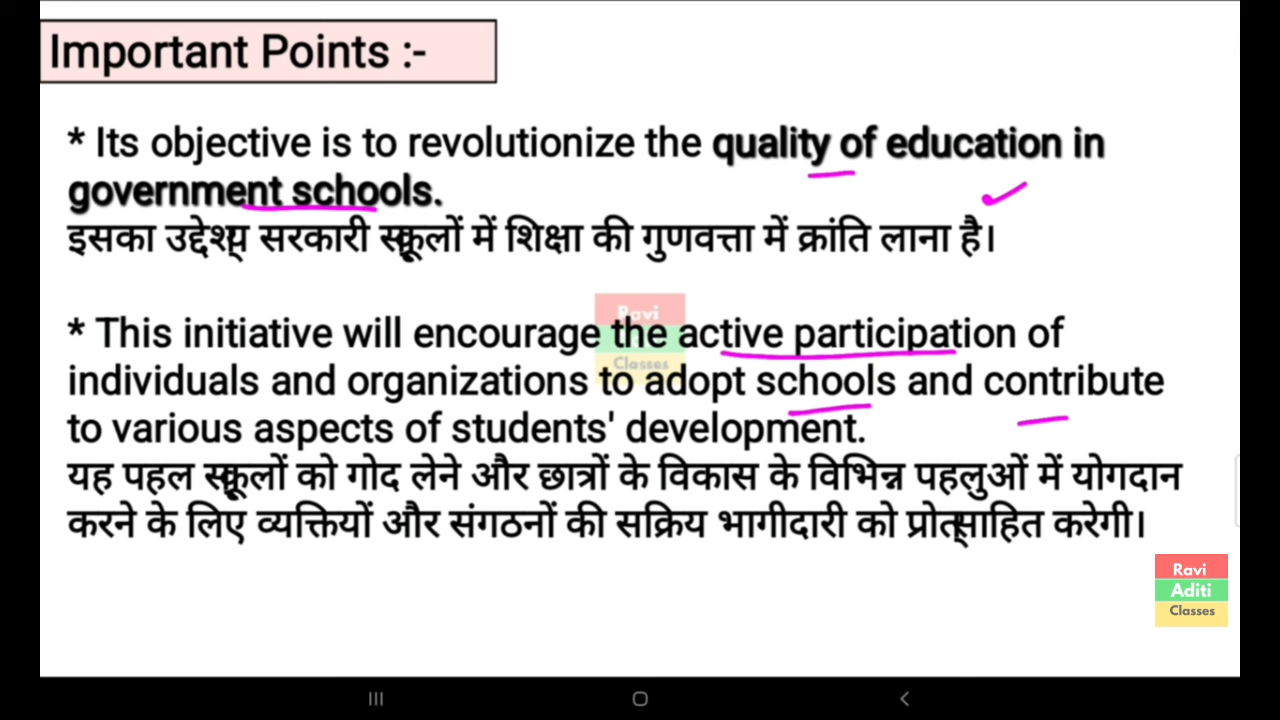 Important Points :-
* Its objective is to revolutionize the quality of education in
government schools.
इसका उद्देश्य सरकारी स्कूलों में शिक्षा की गुणवत्ता में क्रांति लाना है।
Ravi
Classes
* This initiative will encourage the active participation of
individuals and organizations to adopt schools and contribute
to various aspects of students' development.
यह पहल स्कूलों को गोद लेने और छात्रों के विकास के विभिन्न पहलुओं में योगदान
करने के लिए व्यक्तियों और संगठनों की सक्रिय भागीदारी को प्रोत्साहित करेगी।
Ravi
Aditi
Classes